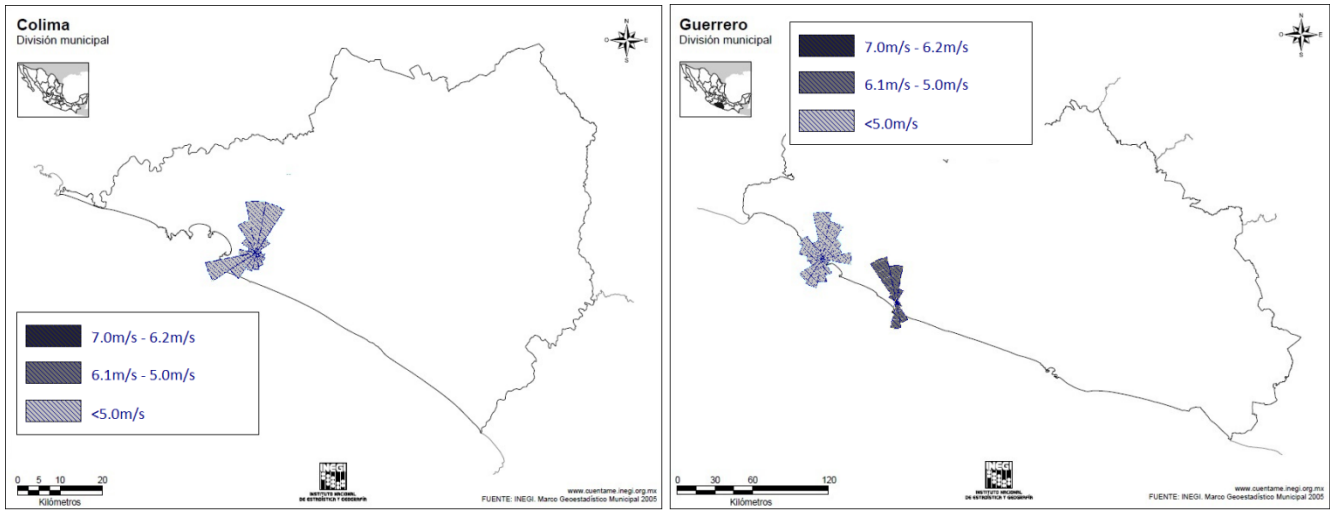 Colima
División municipal
N
O
E
S
7.0m/s - 6.2m/s
6.1m/s - 5.0m/s
<5.0m/s
0 5 10 20
Kilómetros
INEGI
INSTITUTO NACIONAL
DE ESTADÍSTICA Y GEOGRAFÍA
www.cuentame.inegi.org.mx
FUENTE: INEGI. Marco Geoestadístico Municipal 2005
Guerrero
División municipal
7.0m/s - 6.2m/s
6.1m/s - 5.0m/s
<5.0m/s
N
O
E
S
0 30 60 120
Kilómetros
INEGI
INSTITUTO NACIONAL
DE ESTADÍSTICA Y GEOGRAFÍA
www.cuentame.inegi.org.mx
FUENTE: INEGI. Marco Geoestadístico Municipal 2005